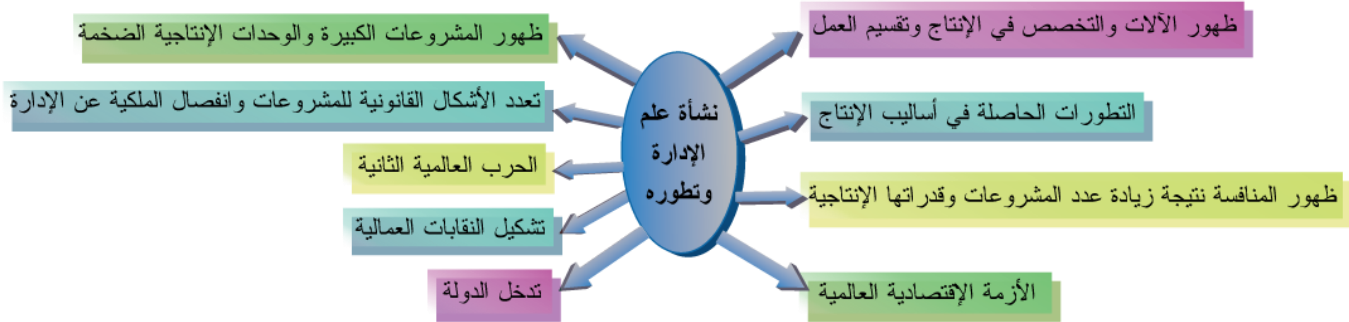 ظهور الآلات والتخصص في الإنتاج وتقسيم العمل
ظهور المشروعات الكبيرة والوحدات الإنتاجية الضخمة
التطورات الحاصلة في أساليب الإنتاج
تعدد الأشكال القانونية للمشروعات وانفصال الملكية عن الإدارة
نشأة علم
الإدارة
وتطوره
الحرب العالمية الثانية
ظهور المنافسة نتيجة زيادة عدد المشروعات وقدراتها الإنتاجية
تشكيل النقابات العمالية
الأزمة الإقتصادية العالمية
تدخل الدولة